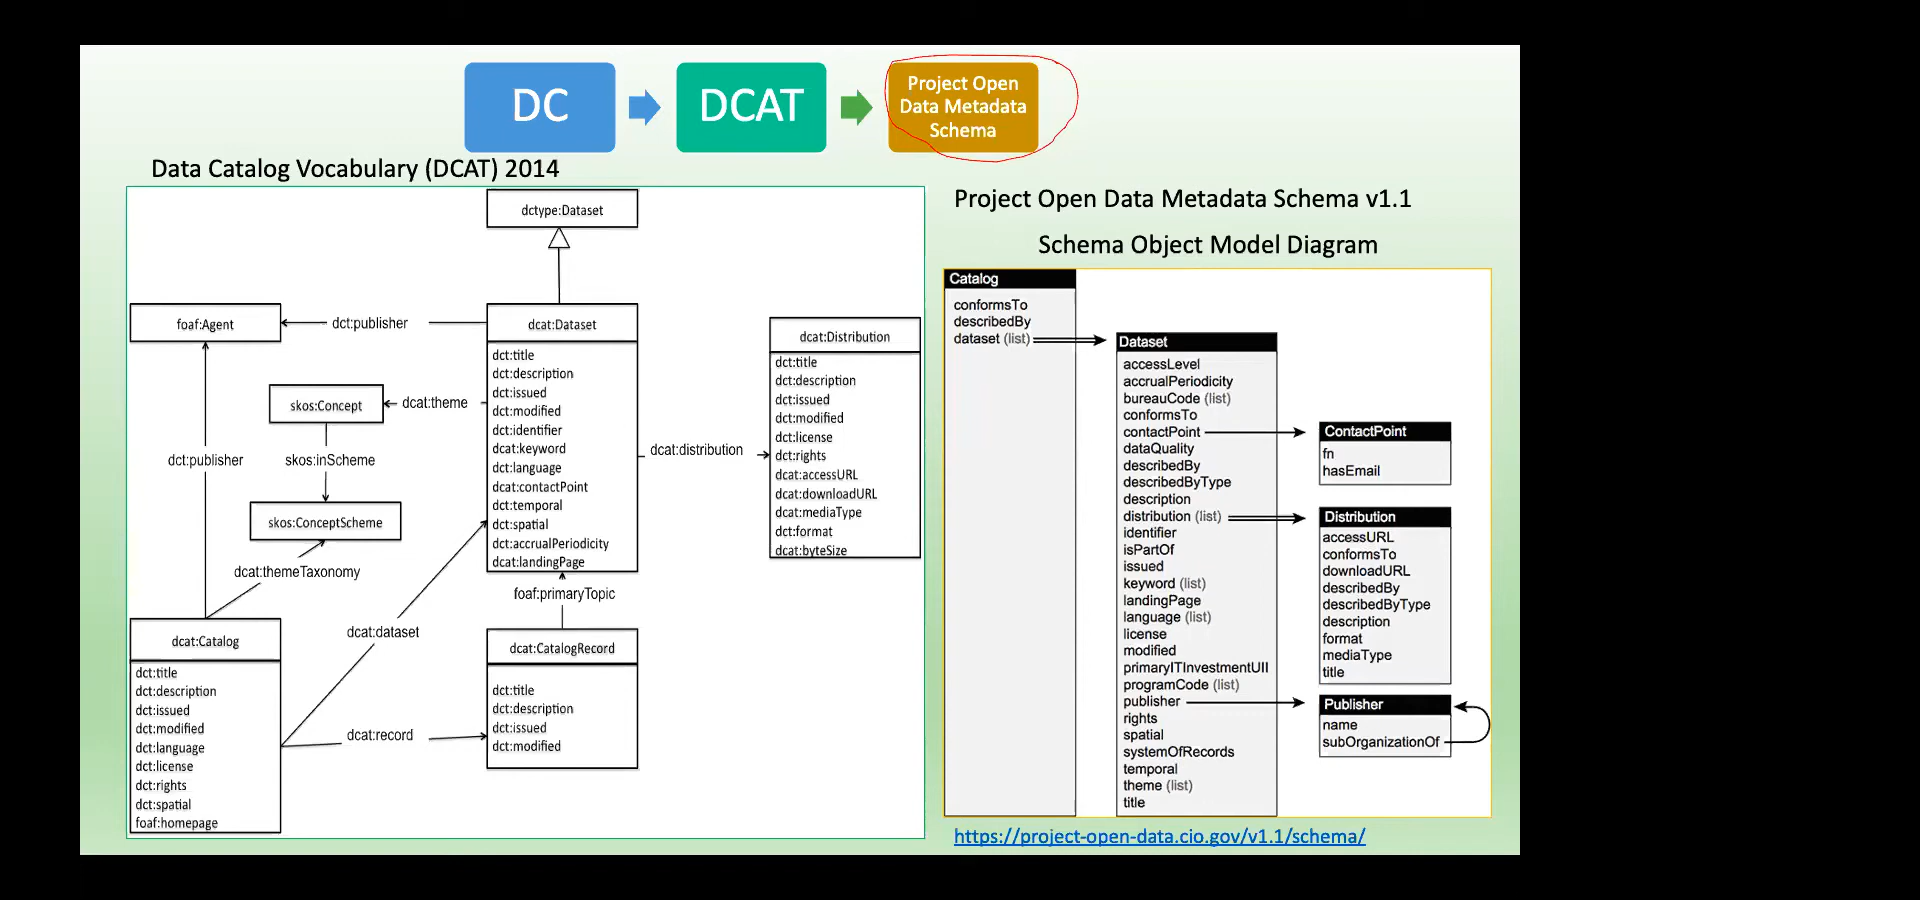 DC
DCAT
Project Open
Data Metadata
Schema
Data Catalog Vocabulary (DCAT) 2014
dctype:Dataset
foaf:Agent
dct:publisher
dcat:Dataset
dct:title
dct:description
dct:issued
dct:modified
dct:identifier
dcat:keyword
dct:language
dcat:contactPoint
dct:temporal
dct:spatial
dct:accrualPeriodicity
dcat:landingPage
dcat:Distribution
dct:title
dct:description
dct:issued
dct:modified
dct:license
dct:rights
dcat:accessURL
dcat:downloadURL
dcat:mediaType
dct:format
dcat:byteSize
skos:Concept
dcat:theme
dct:publisher
skos:inScheme
dcat:distribution
skos:ConceptScheme
dcat:themeTaxonomy
foaf:primaryTopic
dcat:dataset
dcat:Catalog
dct:title
dct:description
dct:issued
dct:modified
dct:language
dct:license
dct:rights
dct:spatial
foaf:homepage
dcat:record
dcat:CatalogRecord
dct:title
dct:description
dct:issued
dct:modified
Project Open Data Metadata Schema v1.1
Schema Object Model Diagram
Catalog
conformsTo
describedBy
dataset (list)
Dataset
accessLevel
accrualPeriodicity
bureauCode (list)
conformsTo
contactPoint
dataQuality
describedBy
describedByType
description
distribution (list)
identifier
isPartOf
issued
keyword (list)
landingPage
language (list)
license
modified
primaryITInvestmentUII
programCode (list)
publisher
rights
spatial
systemOfRecords
temporal
theme (list)
title
ContactPoint
fn
hasEmail
Distribution
accessURL
conformsTo
downloadURL
describedBy
describedByType
description
format
mediaType
title
Publisher
name
subOrganizationOf
https://project-open-data.cio.gov/v1.1/schema/